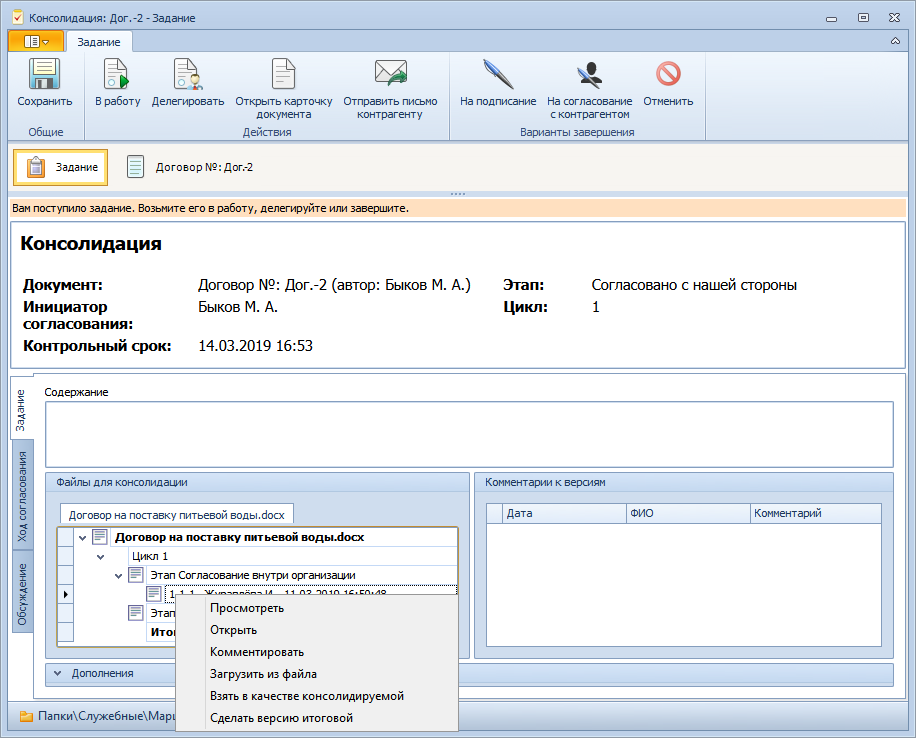 Консолидация: Дог.-2 - Задание
Задание
Сохранить
В работу
Делегировать
Открыть карточку
документа
Отправить письмо
контрагенту
На подписание
На согласование
с контрагентом
Отменить
Общие
Действия
Варианты завершения
Задание
Договор №: Дог.-2
Вам поступило задание. Возьмите его в работу, делегируйте или завершите.
Консолидация
Документ: Договор №: Дог.-2 (автор: Быков М. А.) Этап: Согласовано с нашей стороны
Инициатор
согласования: Быков М. А. Цикл: 1
Контрольный срок: 14.03.2019 16:53
Задание
Ход согласования
Обсуждение
Содержание
Файлы для консолидации
Договор на поставку питьевой воды.docx
Договор на поставку питьевой воды.docx
Цикл 1
Этап Согласование внутри организации
1.1.1 11.03.2019 16:50:48
Этап
Комментарии к версиям
Дата ФИО Комментарий
Просмотреть
Открыть
Комментировать
Загрузить из файла
Взять в качестве консолидируемой
Сделать версию итоговой
Дополнения
Папки\Служебные\